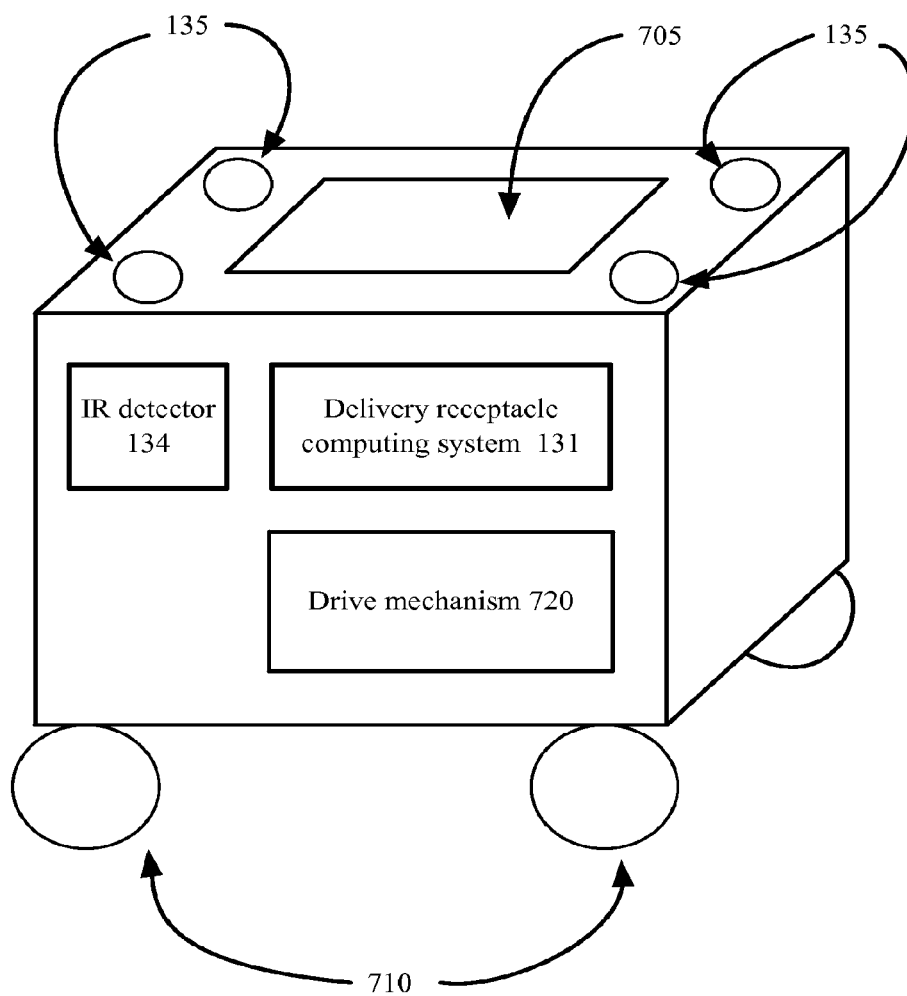 135
705
135
IR detector
134
Delivery receptacle
computing system 131
Drive mechanism 720
710